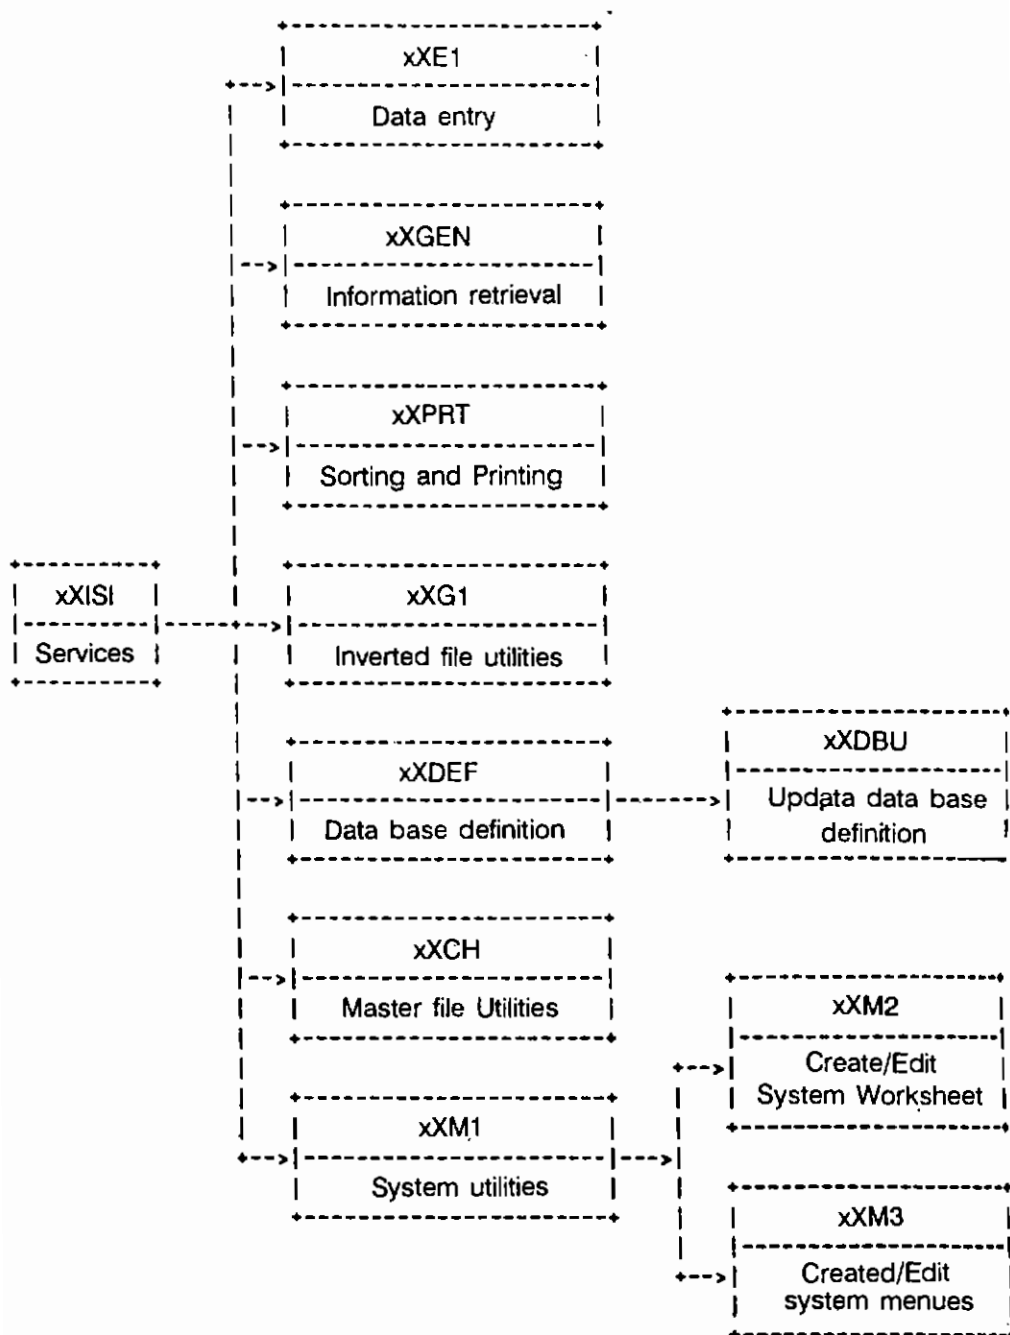 xXE1
Data entry
xXGEN
Information retrieval
xXPRT
Sorting and Printing
xXISI
Services
xXG1
Inverted file utilities
xXDEF
Data base definition
xXDBU
Updata data base
definition
xXCH
Master file Utilities
xXM1
System utilities
xXM2
Create/Edit
System Worksheet
xXM3
Created/Edit
system menues